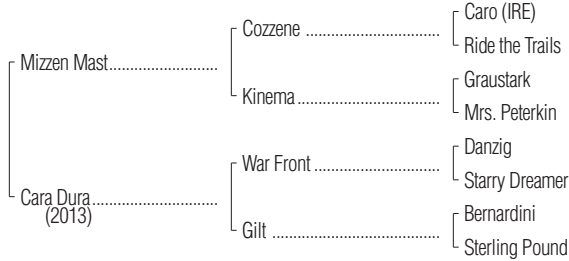 Caro (IRE)
Cozzene ..............................
Ride the Trails
Mizzen Mast.........................
Graustark
Kinema................................
Mrs. Peterkin
Danzig
War Front ............................
Starry Dreamer
Cara Dura............................
(2013)
Bernardini
Gilt .....................................
Sterling Pound